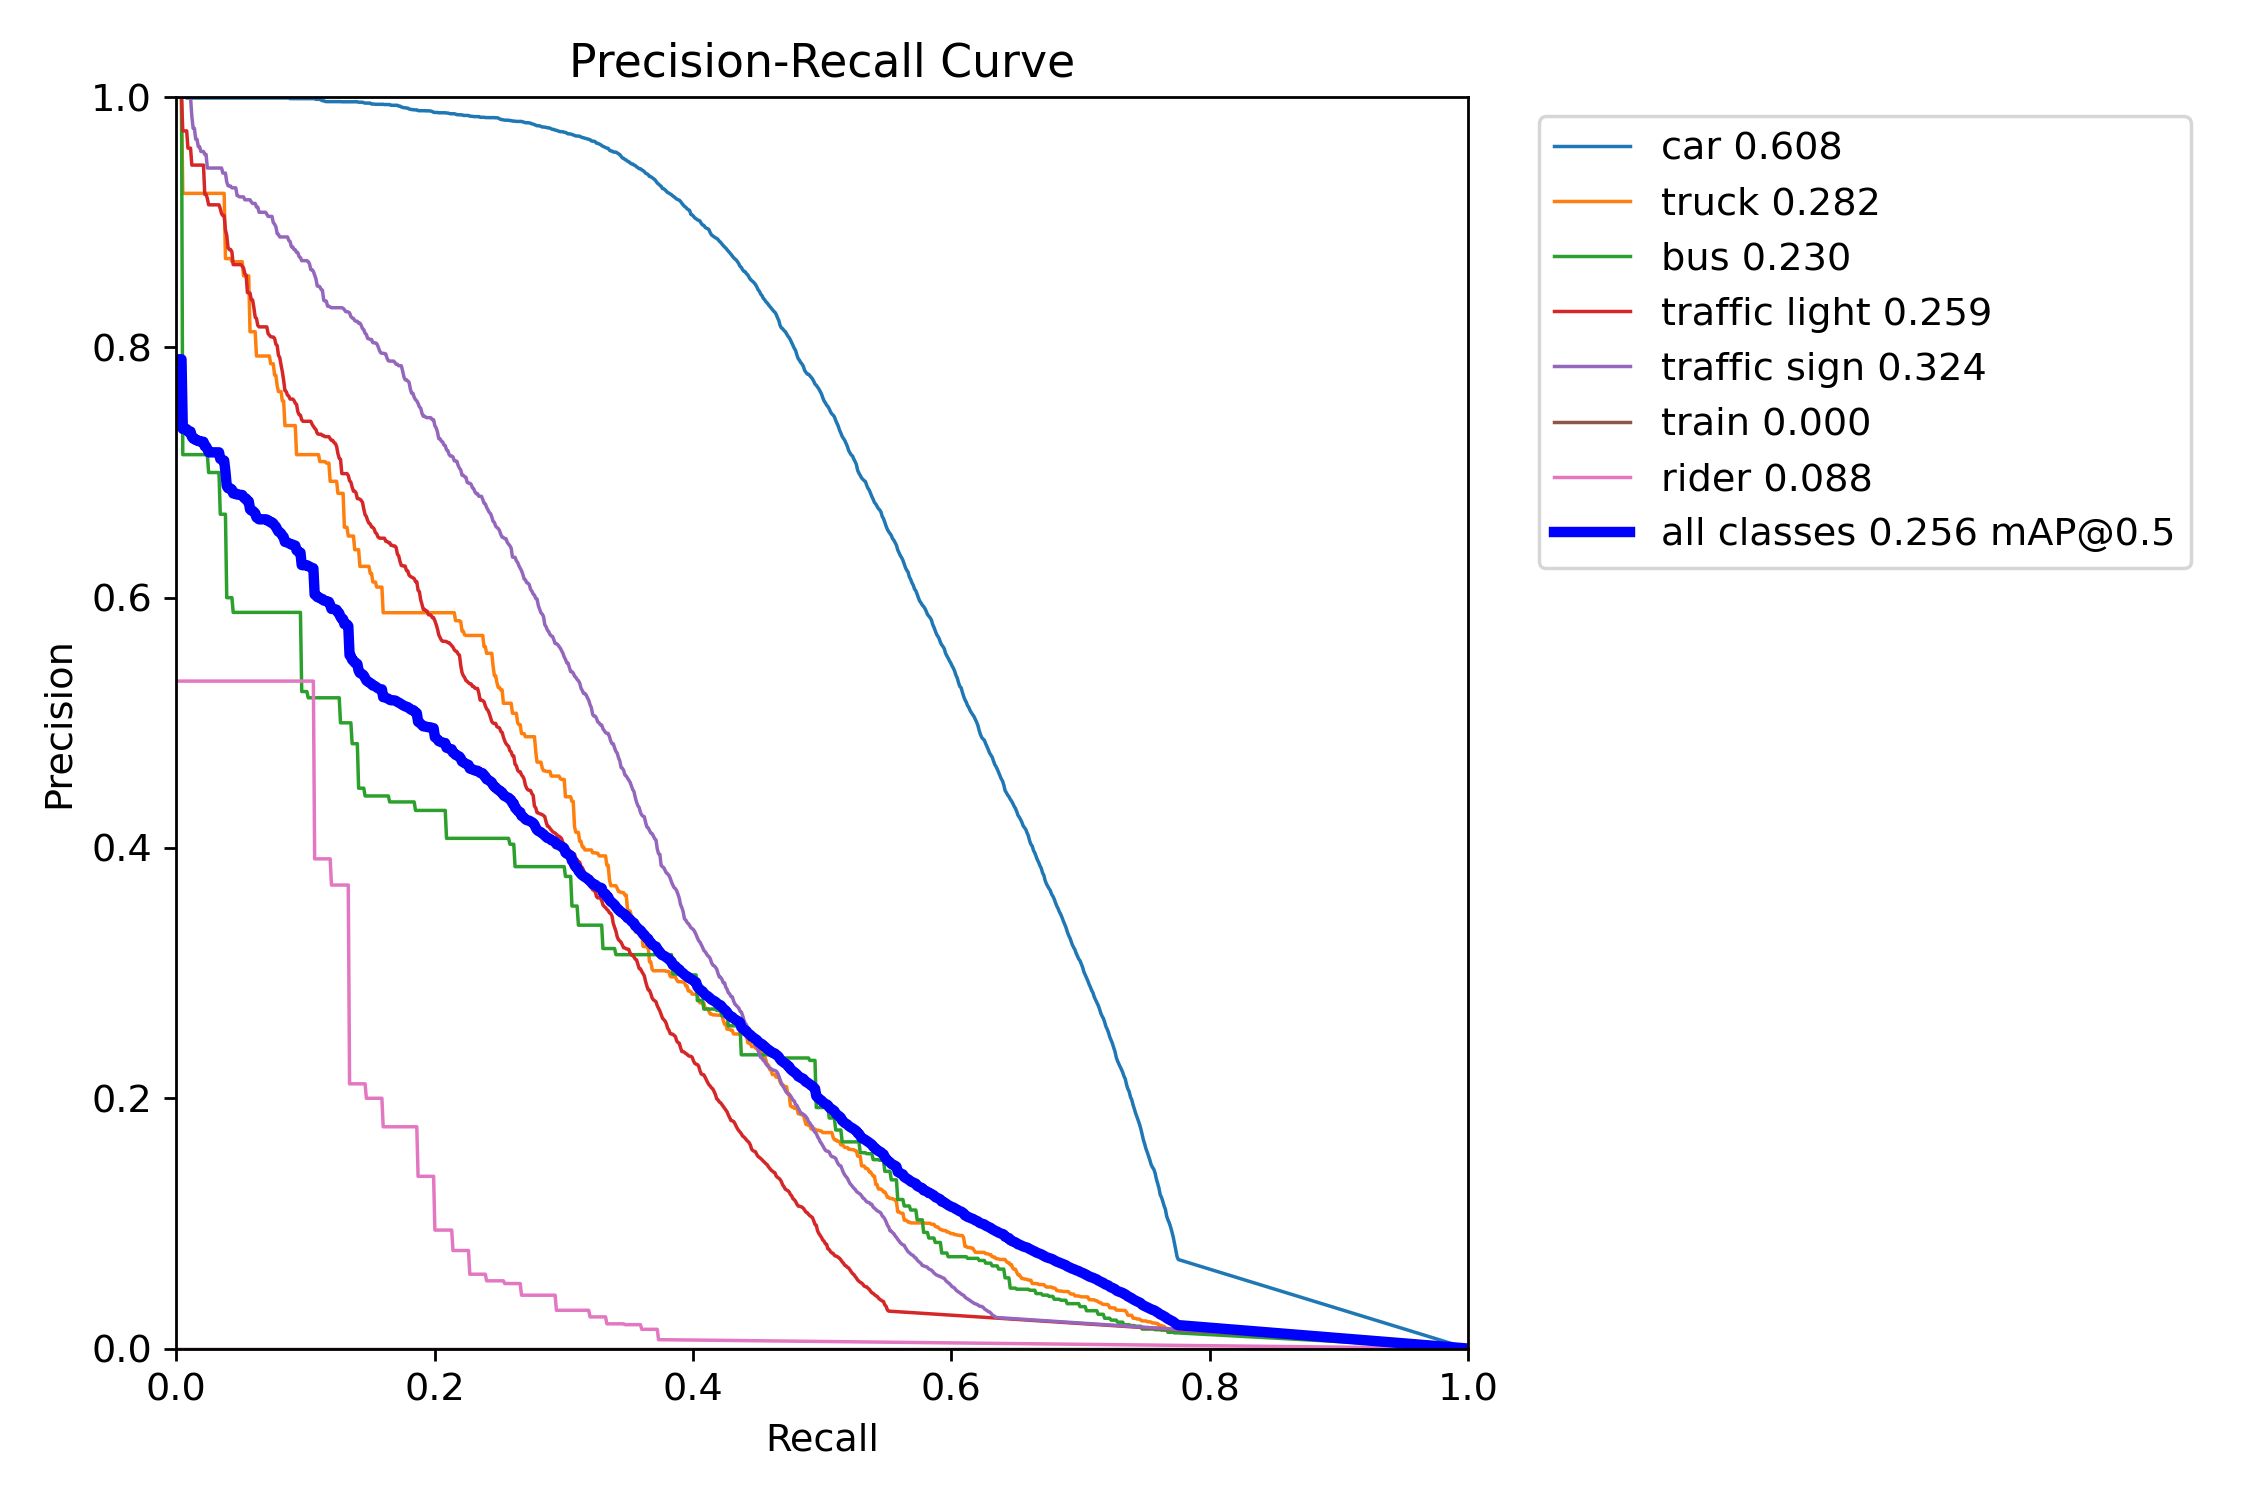 Precision-Recall Curve
1.0
0.8
0.6
0.4
0.2
0.0
Precision
0.0 0.2 0.4 0.6 0.8 1.0
Recall
car 0.608
truck 0.282
bus 0.230
traffic light 0.259
traffic sign 0.324
train 0.000
rider 0.088
all classes 0.256 mAP@0.5